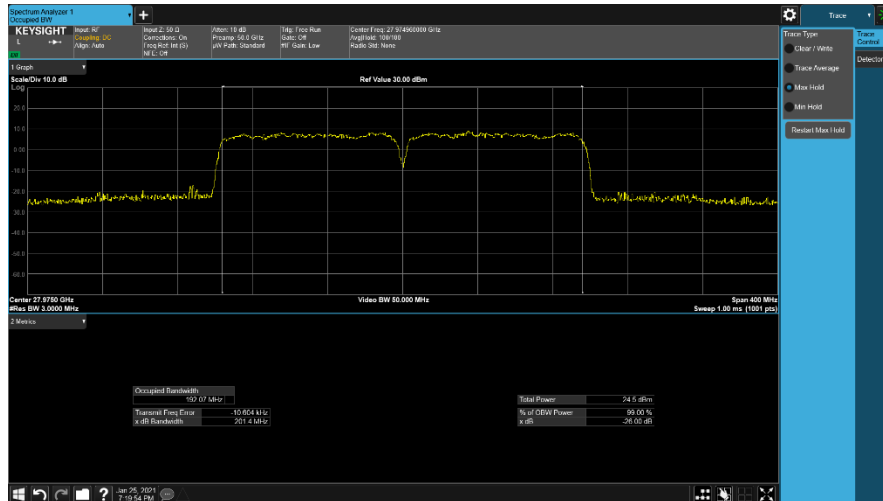 Spectrum Analyzer 1
Occupied BW
KEYSIGHT
L
Input: RF
Coupling: DC
Align: Auto
Input Z: 50 Ω
Corrections: On
Freq Ref: Int (S)
NFE: Off
Atten: 10 dB
Preamp: 50.0 GHz
µW Path: Standard
Trig: Free Run
Gate: Off
#IF Gain: Low
Center Freq: 27.974960000 GHz
Avg|Hold: 100/100
Radio Std: None
1 Graph
Scale/Div 10.0 dB
Ref Value 30.00 dBm
Log
20.0
10.0
0.00
-10.0
-20.0
-30.0
-40.0
-50.0
-60.0
Center 27.9750 GHz
#Res BW 3.0000 MHz
Video BW 50.000 MHz
Span 400 MHz
Sweep 1.00 ms (1001 pts)
2 Metrics
Occupied Bandwidth
192.07 MHz
Transmit Freq Error -10.604 kHz
x dB Bandwidth 201.4 MHz
Total Power 24.5 dBm
% of OBW Power 99.00 %
x dB -26.00 dB
Jan 25, 2021
7:19:54 PM
Trace
Trace Type
Clear / Write
Trace Average
Max Hold
Min Hold
Restart Max Hold
Trace
Control
Detector